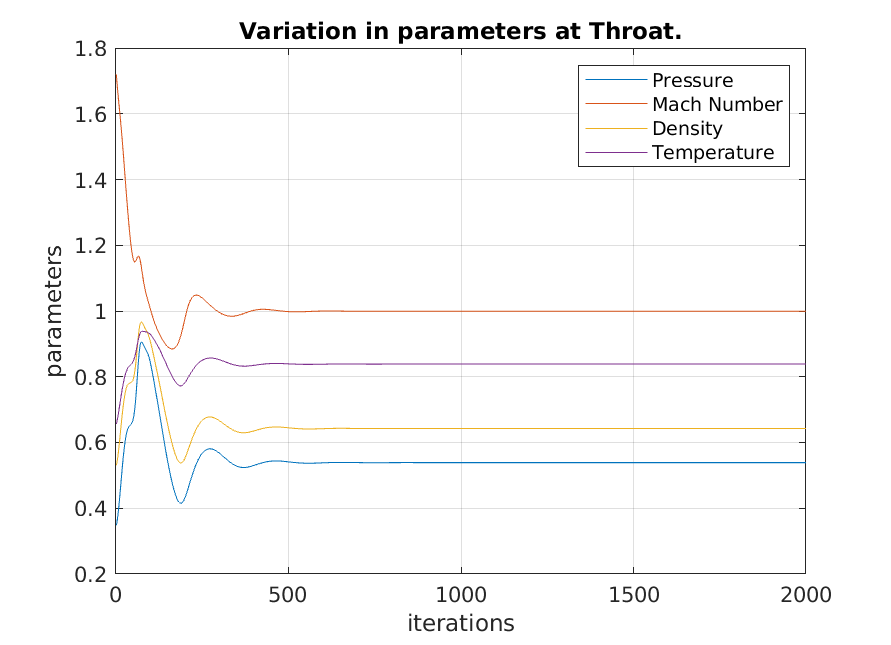 Variation in parameters at Throat.
1.8
1.6
1.4
1.2
1
0.8
0.6
0.4
0.2
parameters
Pressure
Mach Number
Density
Temperature
0 500 1000 1500 2000
iterations